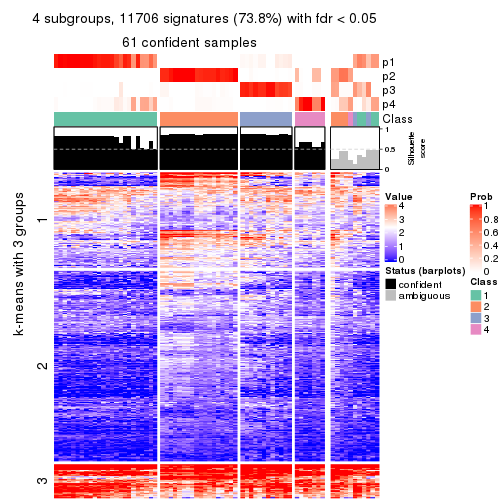 4 subgroups, 11706 signatures (73.8%) with fdr < 0.05
61 confident samples
p1
p2
p3
p4
Class
1
0.5
0
Silhouette
score
k-means with 3 groups
1
2
3
Value
4
3
2
1
0
Status (barplots)
confident
ambiguous
Prob
1
0.8
0.6
0.4
0.2
0
Class
1
2
3
4